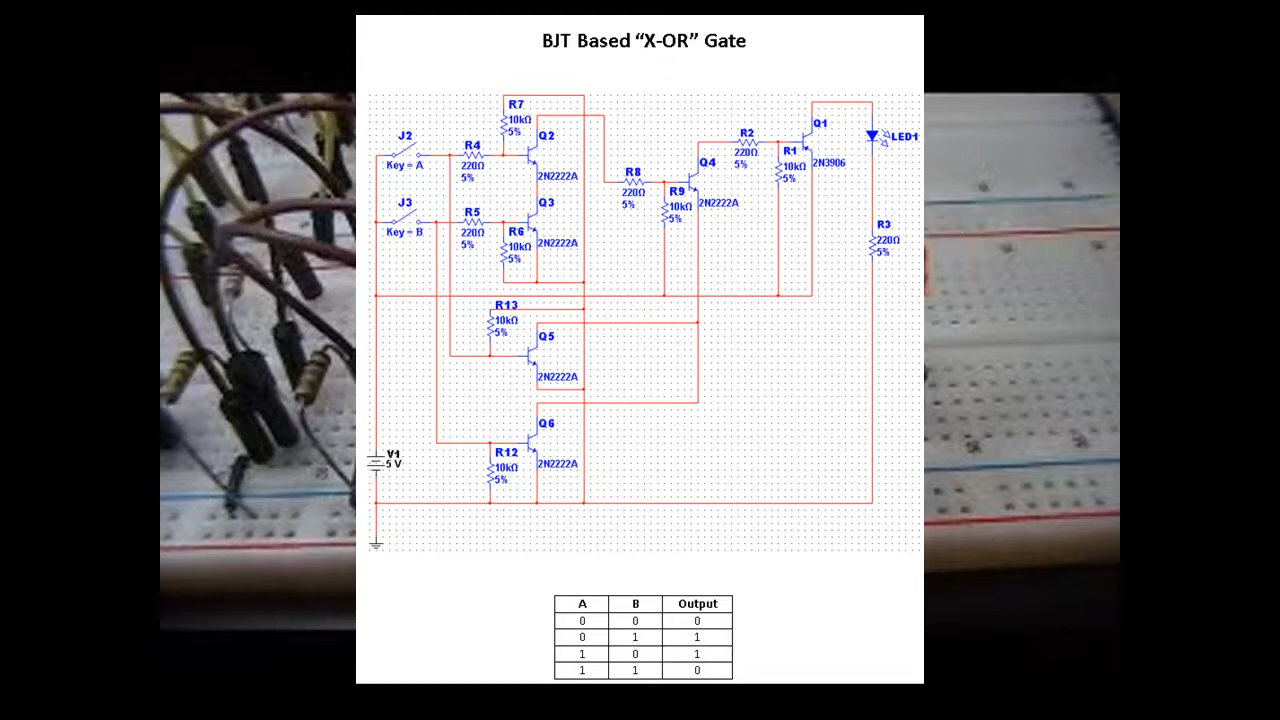 BJT Based “X-OR” Gate
R7
10kΩ
5%
J2
Key = A
R4
220Ω
5%
Q2
2N2222A
J3
Key = B
R5
220Ω
5%
Q3
2N2222A
R6
10kΩ
5%
R8
220Ω
5%
R9
10kΩ
5%
Q4
2N2222A
R2
220Ω
5%
R1
10kΩ
5%
Q1
2N3906
LED1
R3
220Ω
5%
R13
10kΩ
5%
Q5
2N2222A
Q6
2N2222A
R12
10kΩ
5%
V1
5 V
A B Output
0 0 0
0 1 1
1 0 1
1 1 0